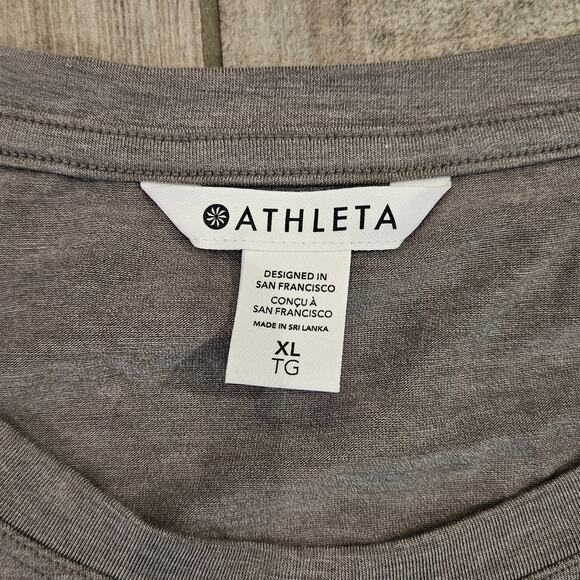 ATHLETA
DESIGNED IN
SAN FRANCISCO
CONÇU À
SAN FRANCISCO
MADE IN SRI LANKA
XL
TG